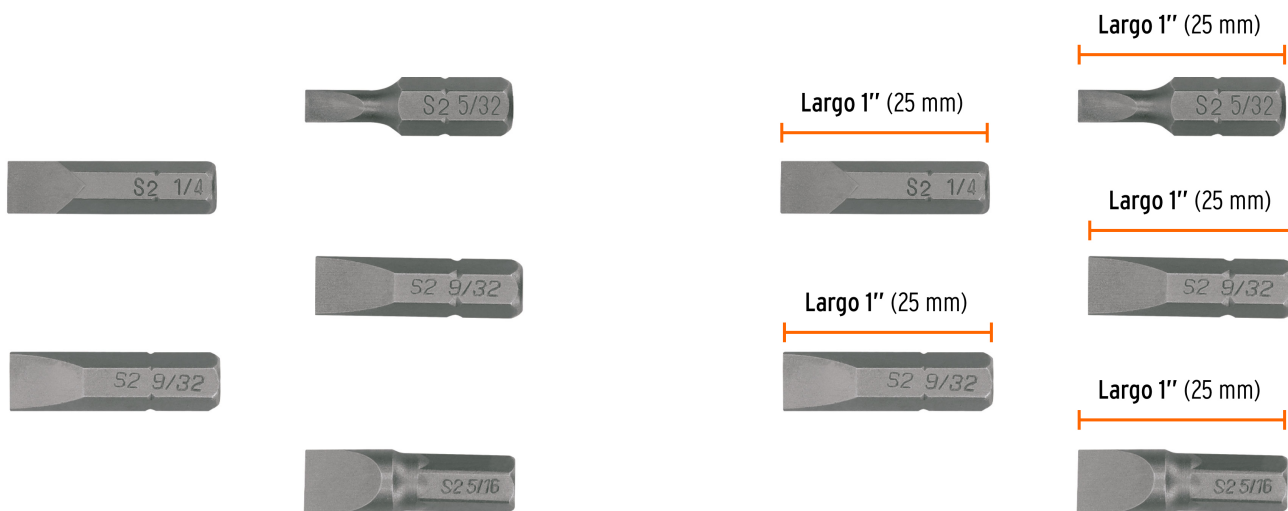 Largo 1" (25 mm)
S2 5/32
S2 5/32
Largo 1" (25 mm)
S2 1/4
S2 1/4
Largo 1" (25 mm)
S2 9/32
S2 9/32
Largo 1" (25 mm)
S2 9/32
S2 9/32
Largo 1" (25 mm)
S2 5/16
S2 5/16